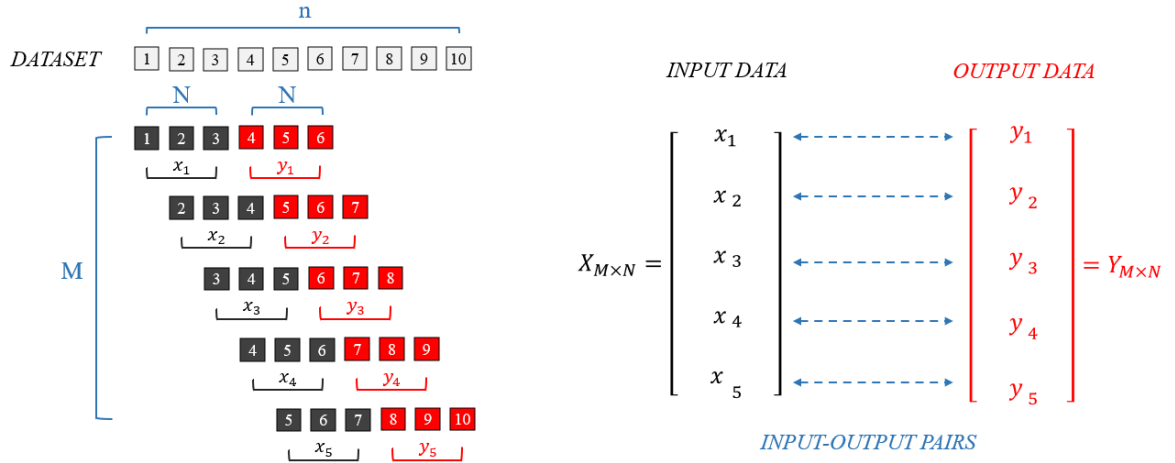 n
DATASET 1 2 3 4 5 6 7 8 9 10
N N
1 2 3 4 5 6
x₁ y₁
2 3 4 5 6 7
x₂ y₂
M
3 4 5 6 7 8
x₃ y₃
4 5 6 7 8 9
x₄ y₄
5 6 7 8 9 10
x₅ y₅
INPUT DATA OUTPUT DATA
x₁ y₁
x₂ y₂
X_{M×N} = x₃ y₃ = Y_{M×N}
x₄ y₄
x₅ y₅
INPUT-OUTPUT PAIRS